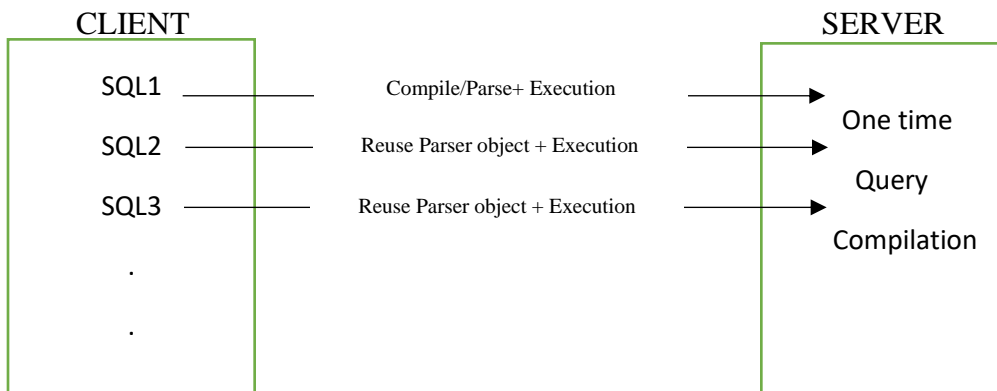 CLIENT
SERVER
SQL1
Compile/Parse+ Execution
One time
SQL2
Reuse Parser object + Execution
Query
SQL3
Reuse Parser object + Execution
Compilation
.
.